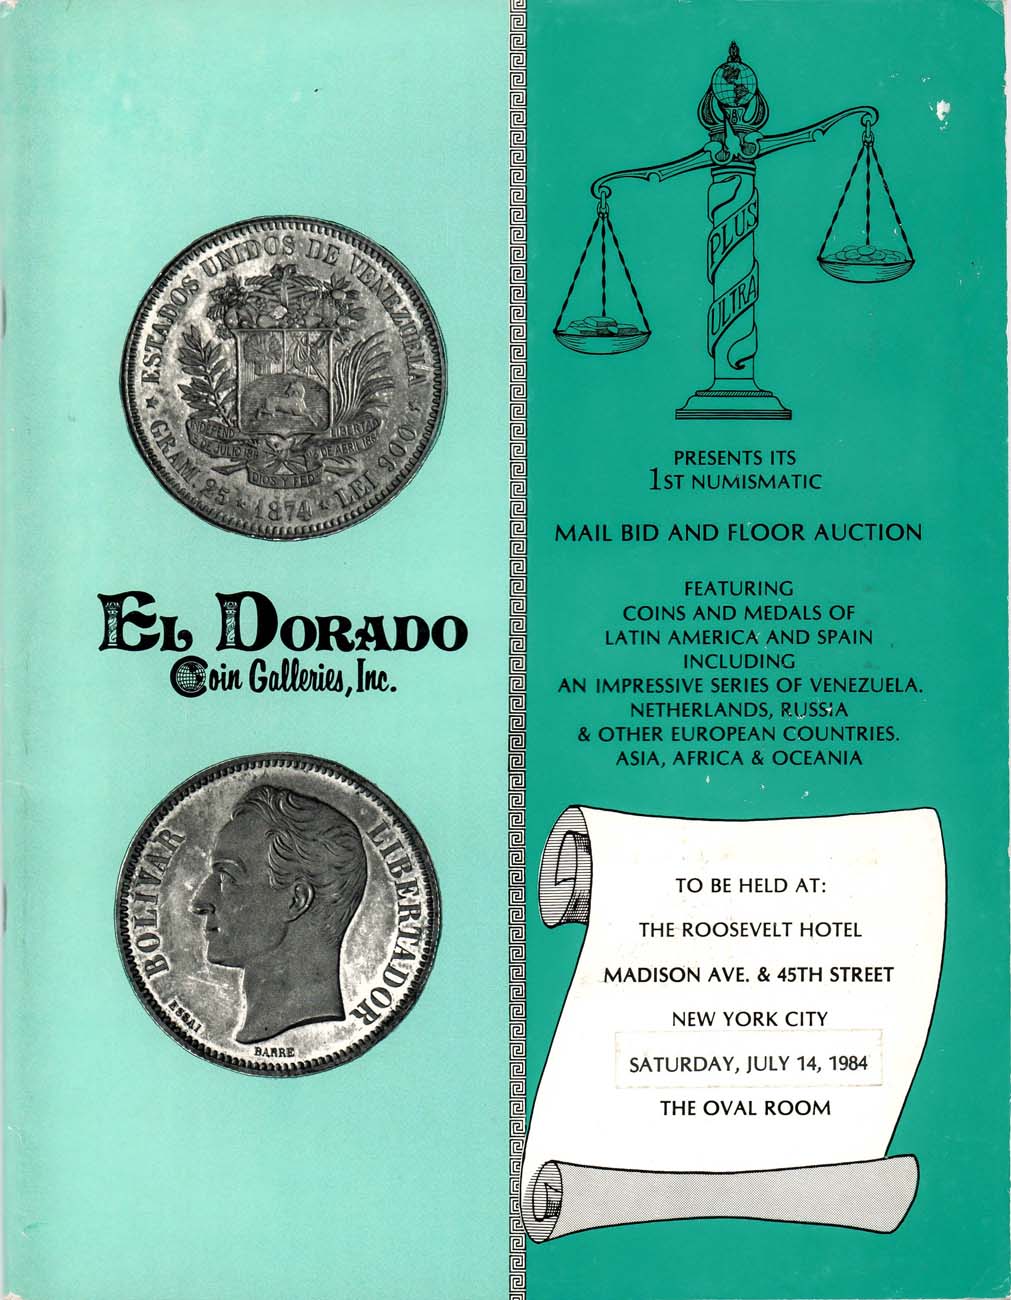 ESTADOS UNIDOS DE VENEZUELA
GRAM. 25 ★ 1874 ★ LEI 900
DIOS Y FED
EL DORADO
Coin Galleries, Inc.
BOLIVAR LIBERTADOR
ESSAI
BARRE
PLUS
ULTRA
PRESENTS ITS
1ST NUMISMATIC
MAIL BID AND FLOOR AUCTION
FEATURING
COINS AND MEDALS OF
LATIN AMERICA AND SPAIN
INCLUDING
AN IMPRESSIVE SERIES OF VENEZUELA.
NETHERLANDS, RUSSIA
& OTHER EUROPEAN COUNTRIES.
ASIA, AFRICA & OCEANIA
TO BE HELD AT:
THE ROOSEVELT HOTEL
MADISON AVE. & 45TH STREET
NEW YORK CITY
SATURDAY, JULY 14, 1984
THE OVAL ROOM